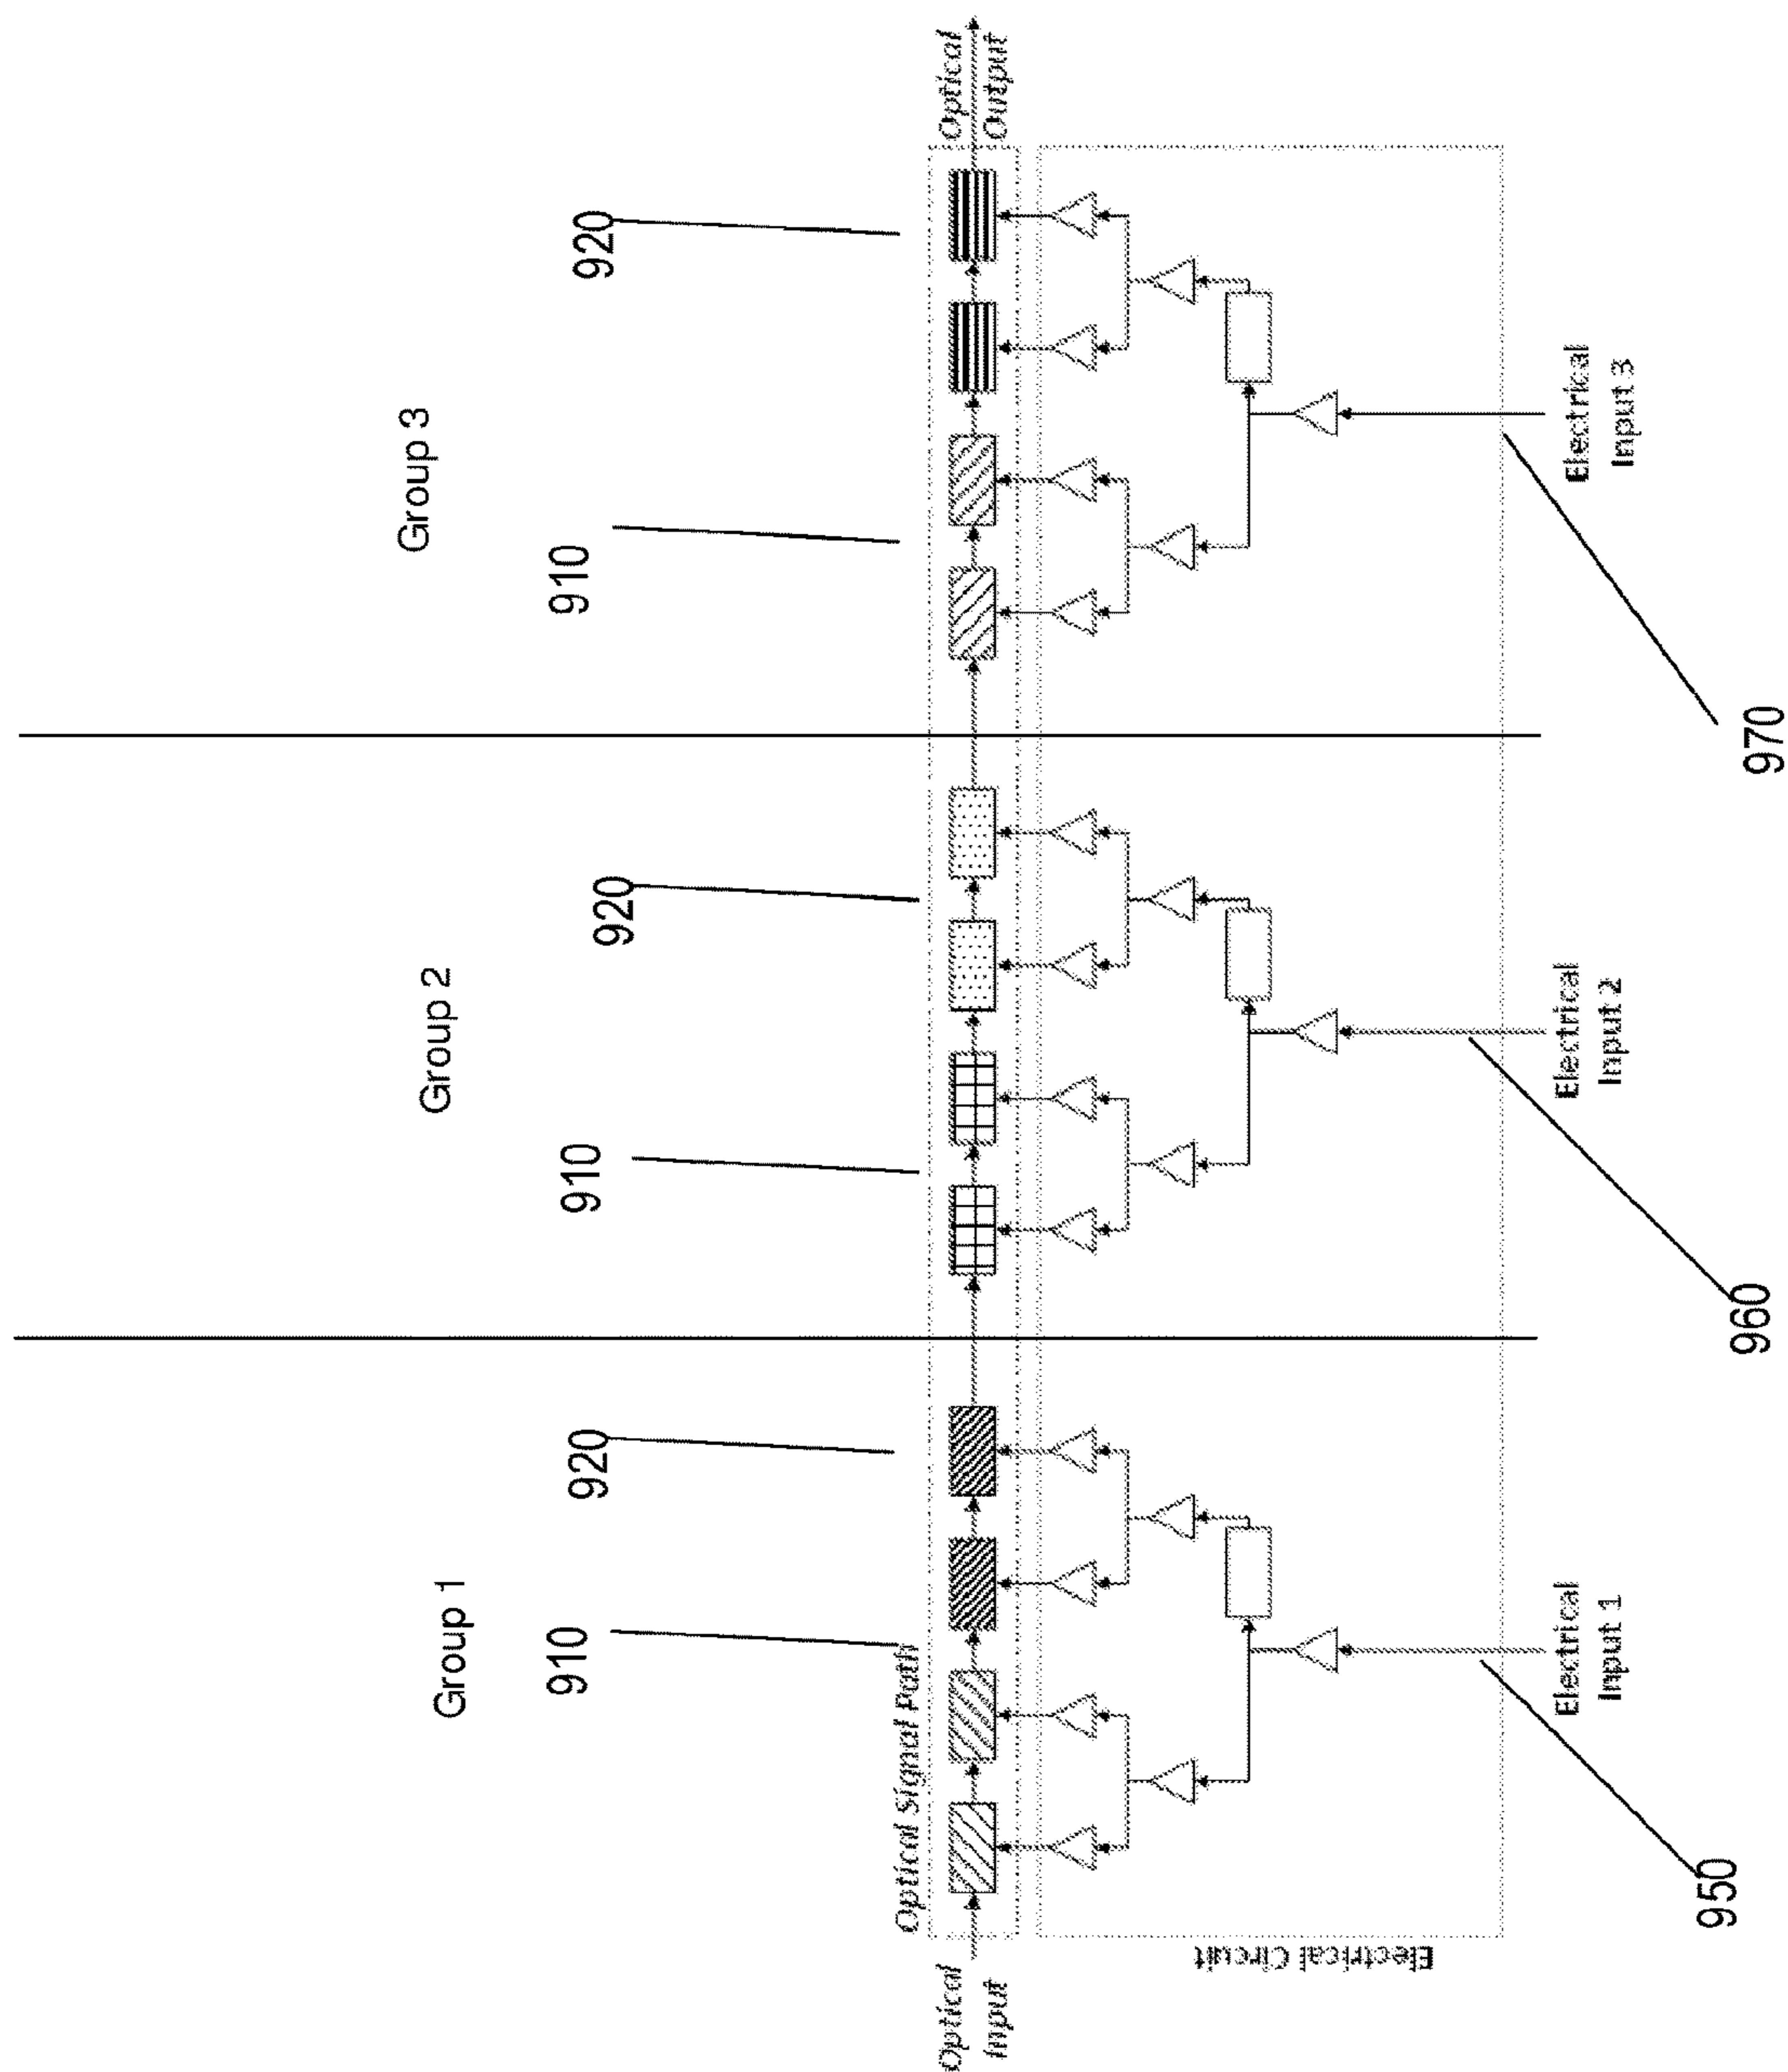 Group 1
Group 2
Group 3
910
920
910
920
910
920
Optical Signal Path
Optical
Input
Optical
Output
Electrical Circuit
Electrical
Input 1
Electrical
Input 2
Electrical
Input 3
950
960
970